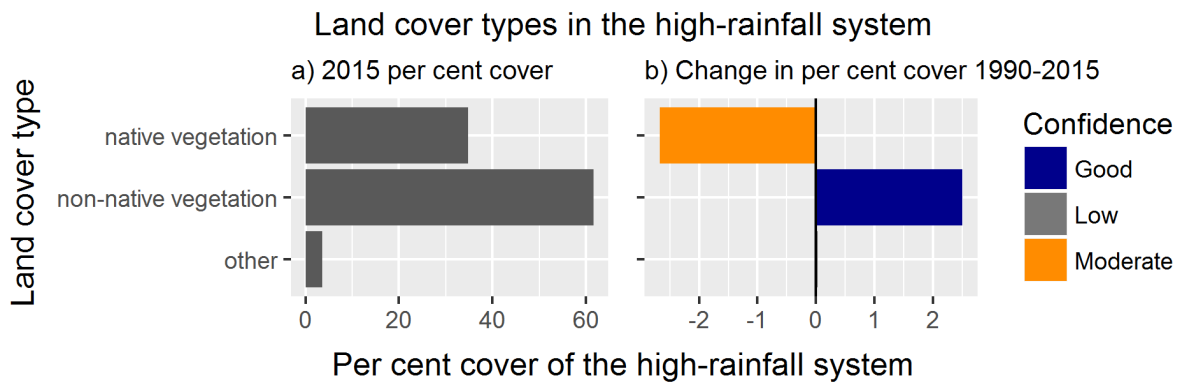 Land cover types in the high-rainfall system
a) 2015 per cent cover
b) Change in per cent cover 1990-2015
Land cover type
native vegetation
non-native vegetation
other
0 20 40 60
-2 -1 0 1 2
Per cent cover of the high-rainfall system
Confidence
Good
Low
Moderate